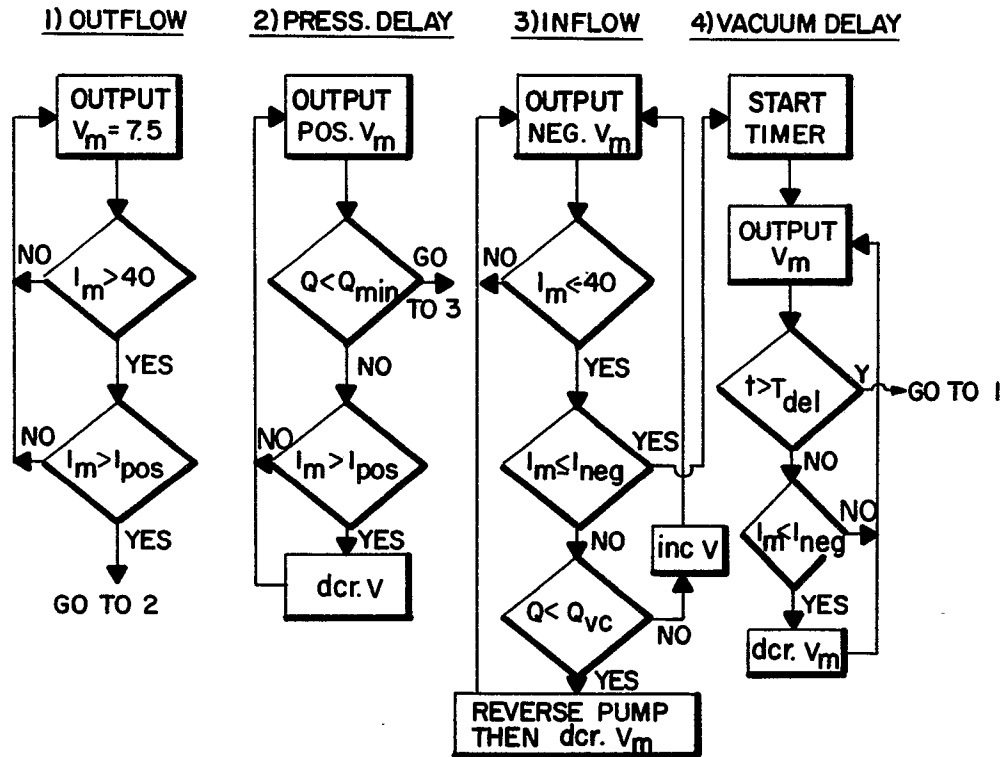 1) OUTFLOW
OUTPUT
Vm = 7.5
NO
Im > 40
YES
NO
Im > Ipos
YES
GO TO 2
2) PRESS. DELAY
OUTPUT
POS. Vm
Q < Qmin
GO
TO 3
NO
NO
Im > Ipos
YES
dcr. V
3) INFLOW
OUTPUT
NEG. Vm
NO
Im <-40
YES
Im ≤ Ineg
YES
NO
inc V
Q < Qvc
NO
YES
REVERSE PUMP
THEN dcr. Vm
4) VACUUM DELAY
START
TIMER
OUTPUT
Vm
t > Tdel
Y
GO TO 1
NO
Im < Ineg
NO
YES
dcr. Vm